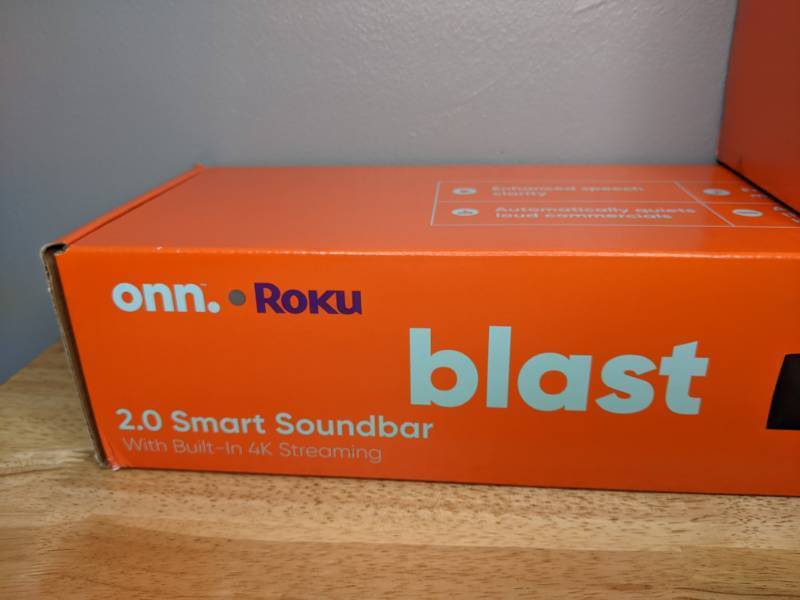 Enhanced speech
clarity
Automatically quiets
loud commercials
onn.™ • Roku
blast
2.0 Smart Soundbar
With Built-In 4K Streaming